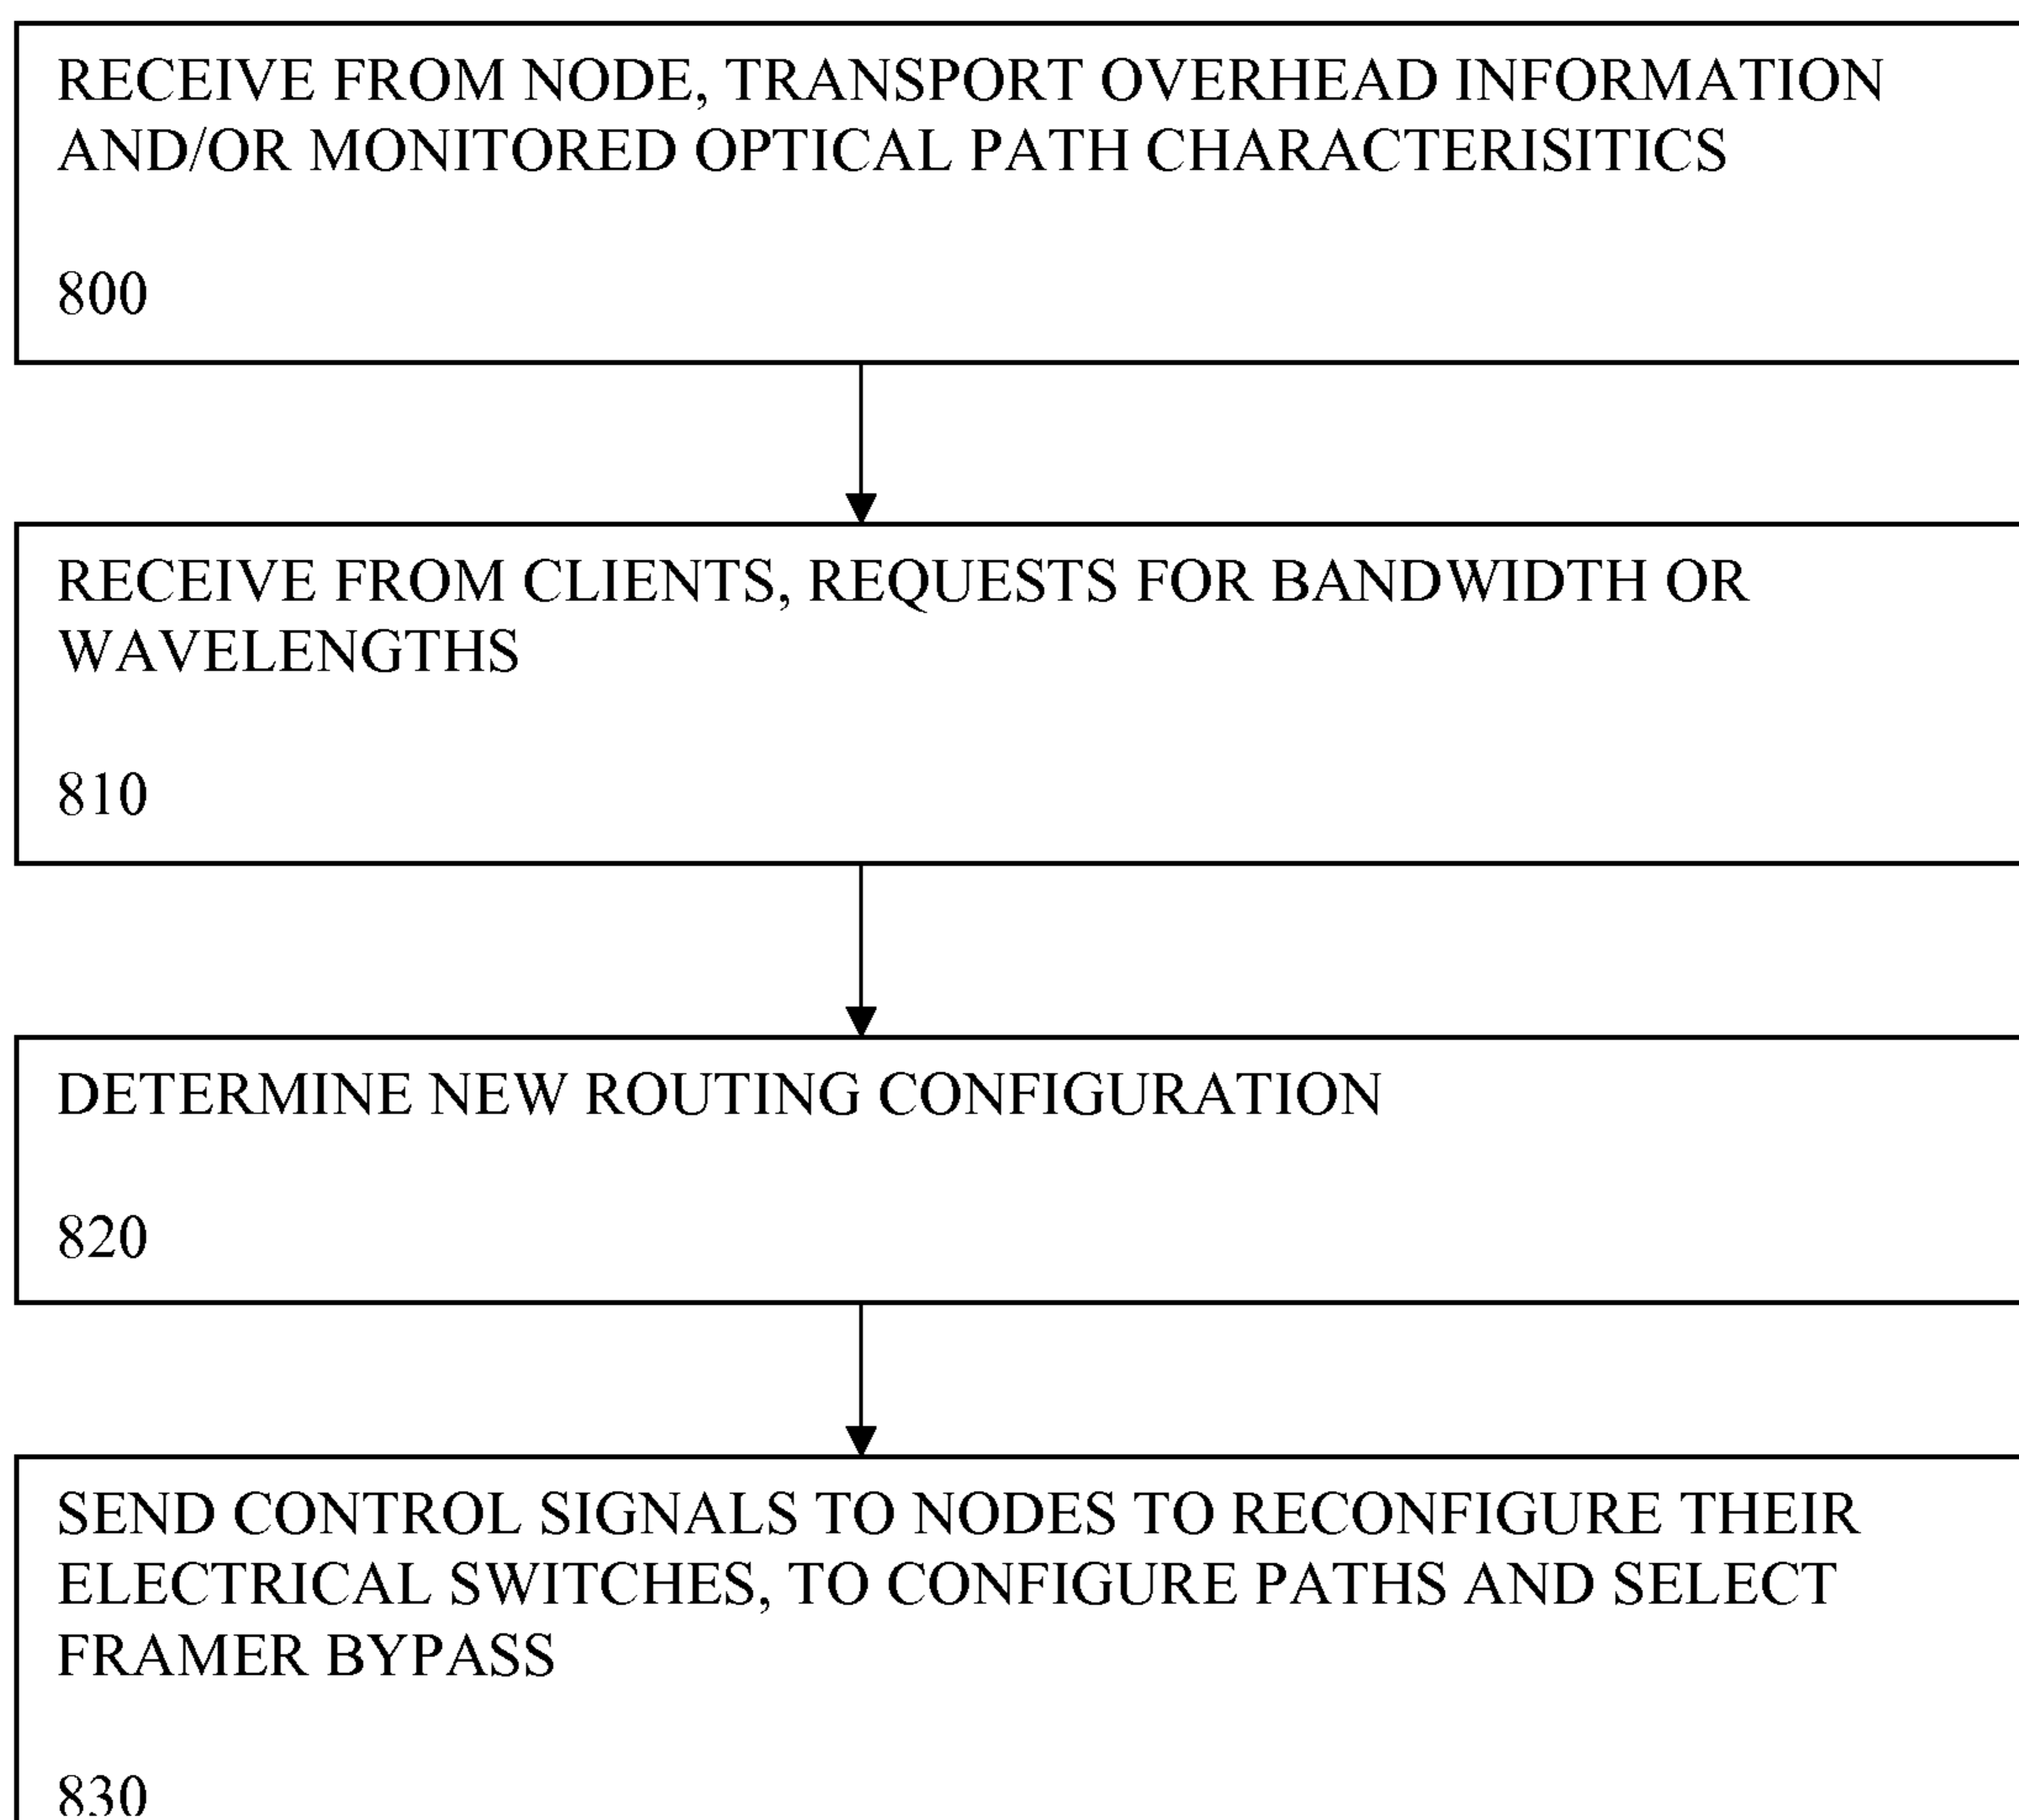 RECEIVE FROM NODE, TRANSPORT OVERHEAD INFORMATION
AND/OR MONITORED OPTICAL PATH CHARACTERISITICS
800
RECEIVE FROM CLIENTS, REQUESTS FOR BANDWIDTH OR
WAVELENGTHS
810
DETERMINE NEW ROUTING CONFIGURATION
820
SEND CONTROL SIGNALS TO NODES TO RECONFIGURE THEIR
ELECTRICAL SWITCHES, TO CONFIGURE PATHS AND SELECT
FRAMER BYPASS
830